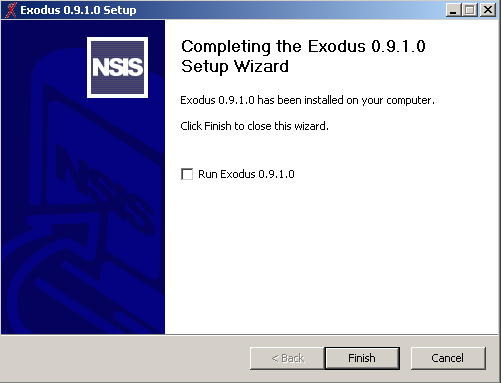 Exodus 0.9.1.0 Setup
NSIS
Completing the Exodus 0.9.1.0
Setup Wizard
Exodus 0.9.1.0 has been installed on your computer.
Click Finish to close this wizard.
Run Exodus 0.9.1.0
NSIS
< Back
Finish
Cancel